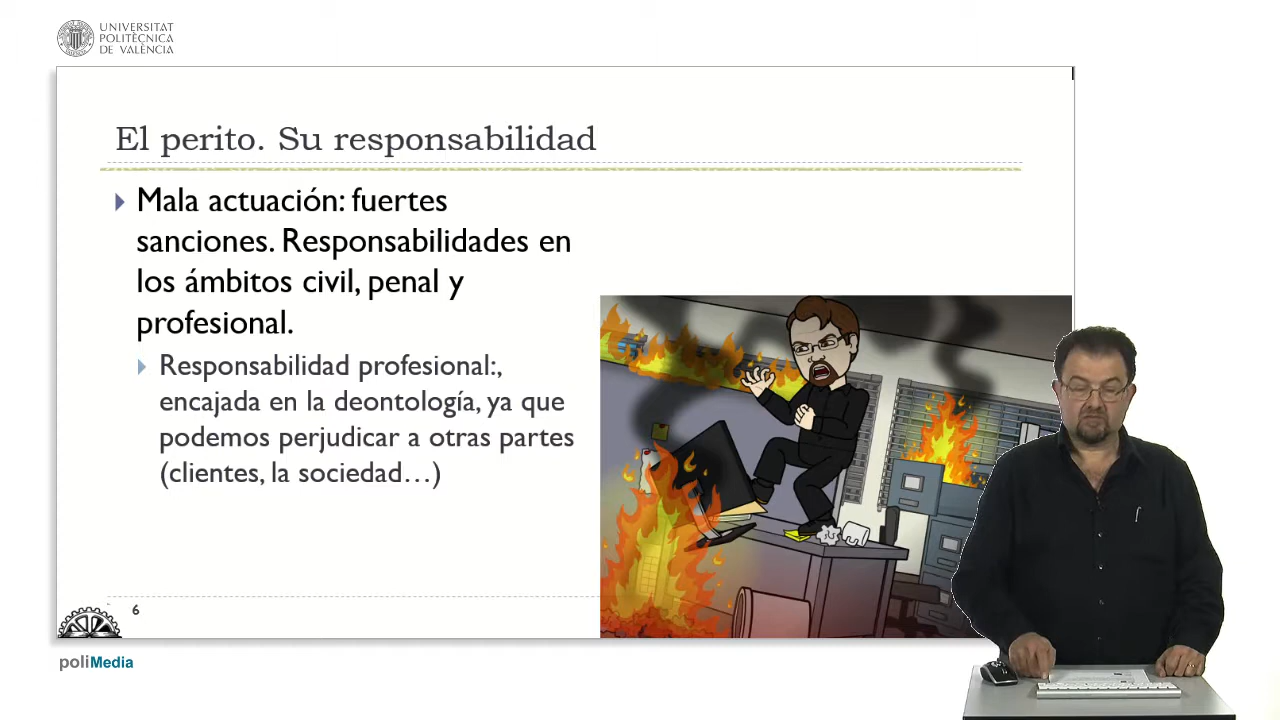 UNIVERSITAT
POLITÈCNICA
DE VALÈNCIA
El perito. Su responsabilidad
Mala actuación: fuertes
sanciones. Responsabilidades en
los ámbitos civil, penal y
profesional.
Responsabilidad profesional:,
encajada en la deontología, ya que
podemos perjudicar a otras partes
(clientes, la sociedad…)
6
poliMedia